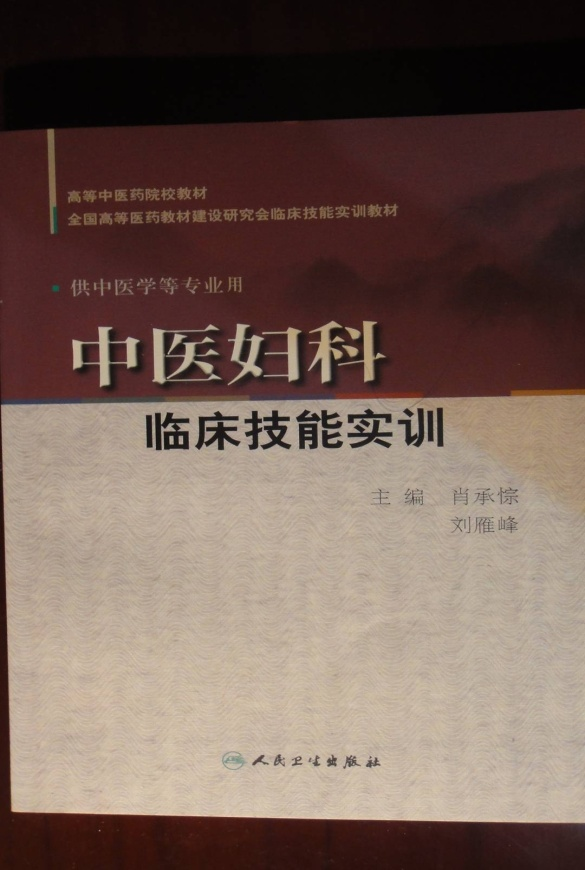 高等中医药院校教材
全国高等医药教材建设研究会临床技能实训教材
供中医学等专业用
中医妇科
临床技能实训
主编 肖承悰
刘雁峰
人民卫生出版社